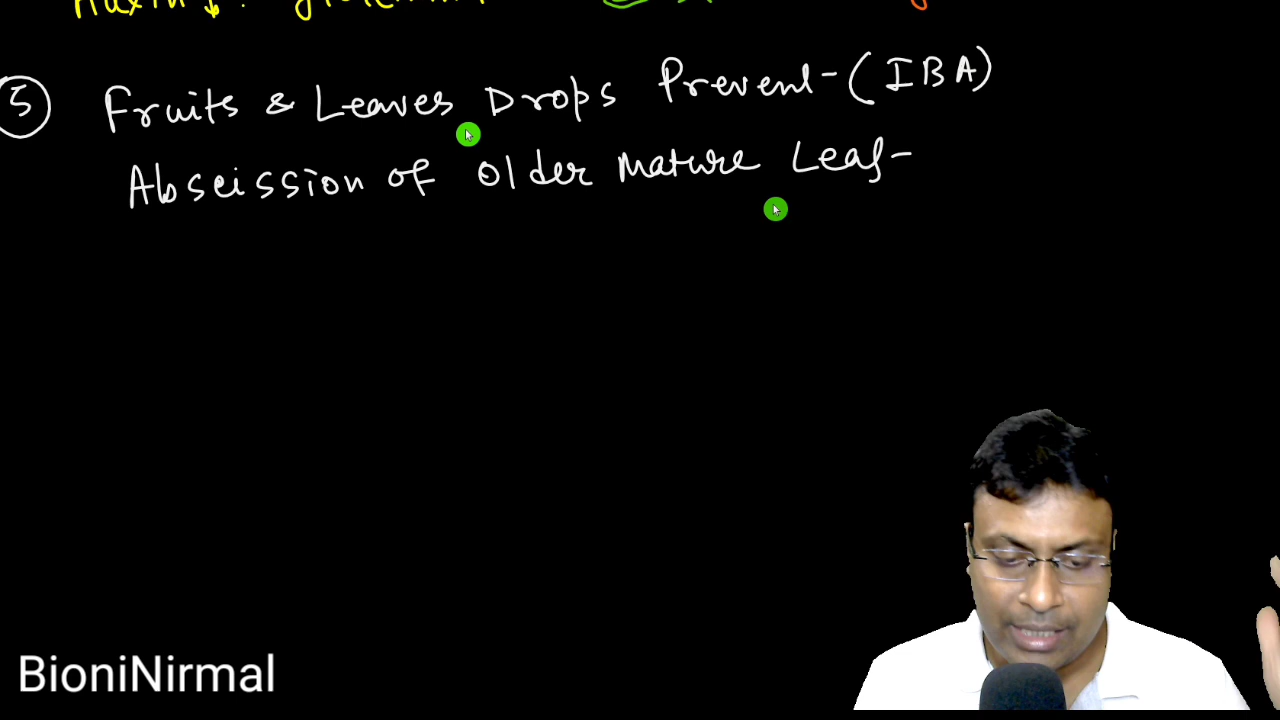 5 Fruits & Leaves Drops Prevent-(IBA)
Abscission of older mature Leaf-
BioniNirmal